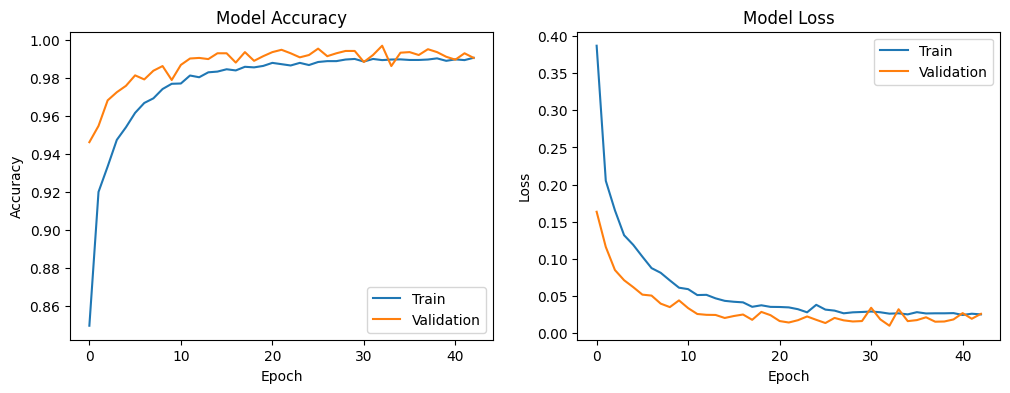 Model Accuracy
1.00
0.98
0.96
0.94
0.92
0.90
0.88
0.86
Accuracy
0
10
20
30
40
Epoch
Train
Validation
Model Loss
0.40
0.35
0.30
0.25
0.20
0.15
0.10
0.05
0.00
Loss
0
10
20
30
40
Epoch
Train
Validation